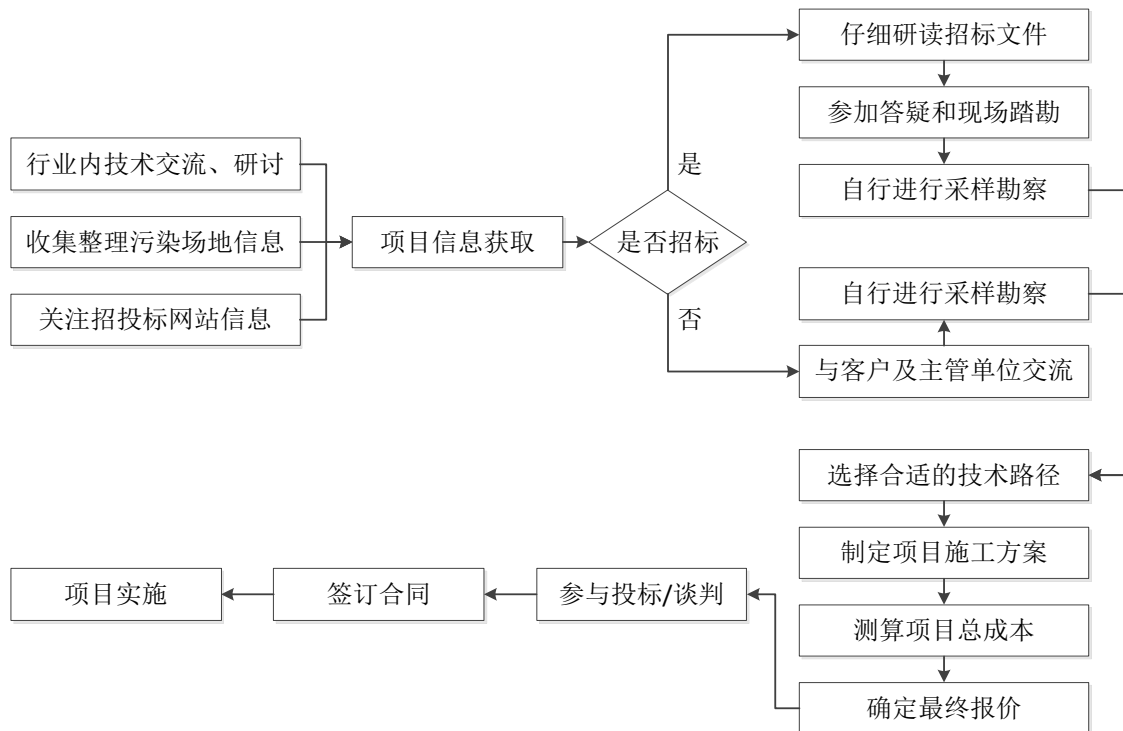 仔细研读招标文件
参加答疑和现场踏勘
是
行业内技术交流、研讨
自行进行采样勘察
收集整理污染场地信息
项目信息获取
是否招标
自行进行采样勘察
关注招投标网站信息
否
与客户及主管单位交流
选择合适的技术路径
制定项目施工方案
项目实施
签订合同
参与投标/谈判
测算项目总成本
确定最终报价